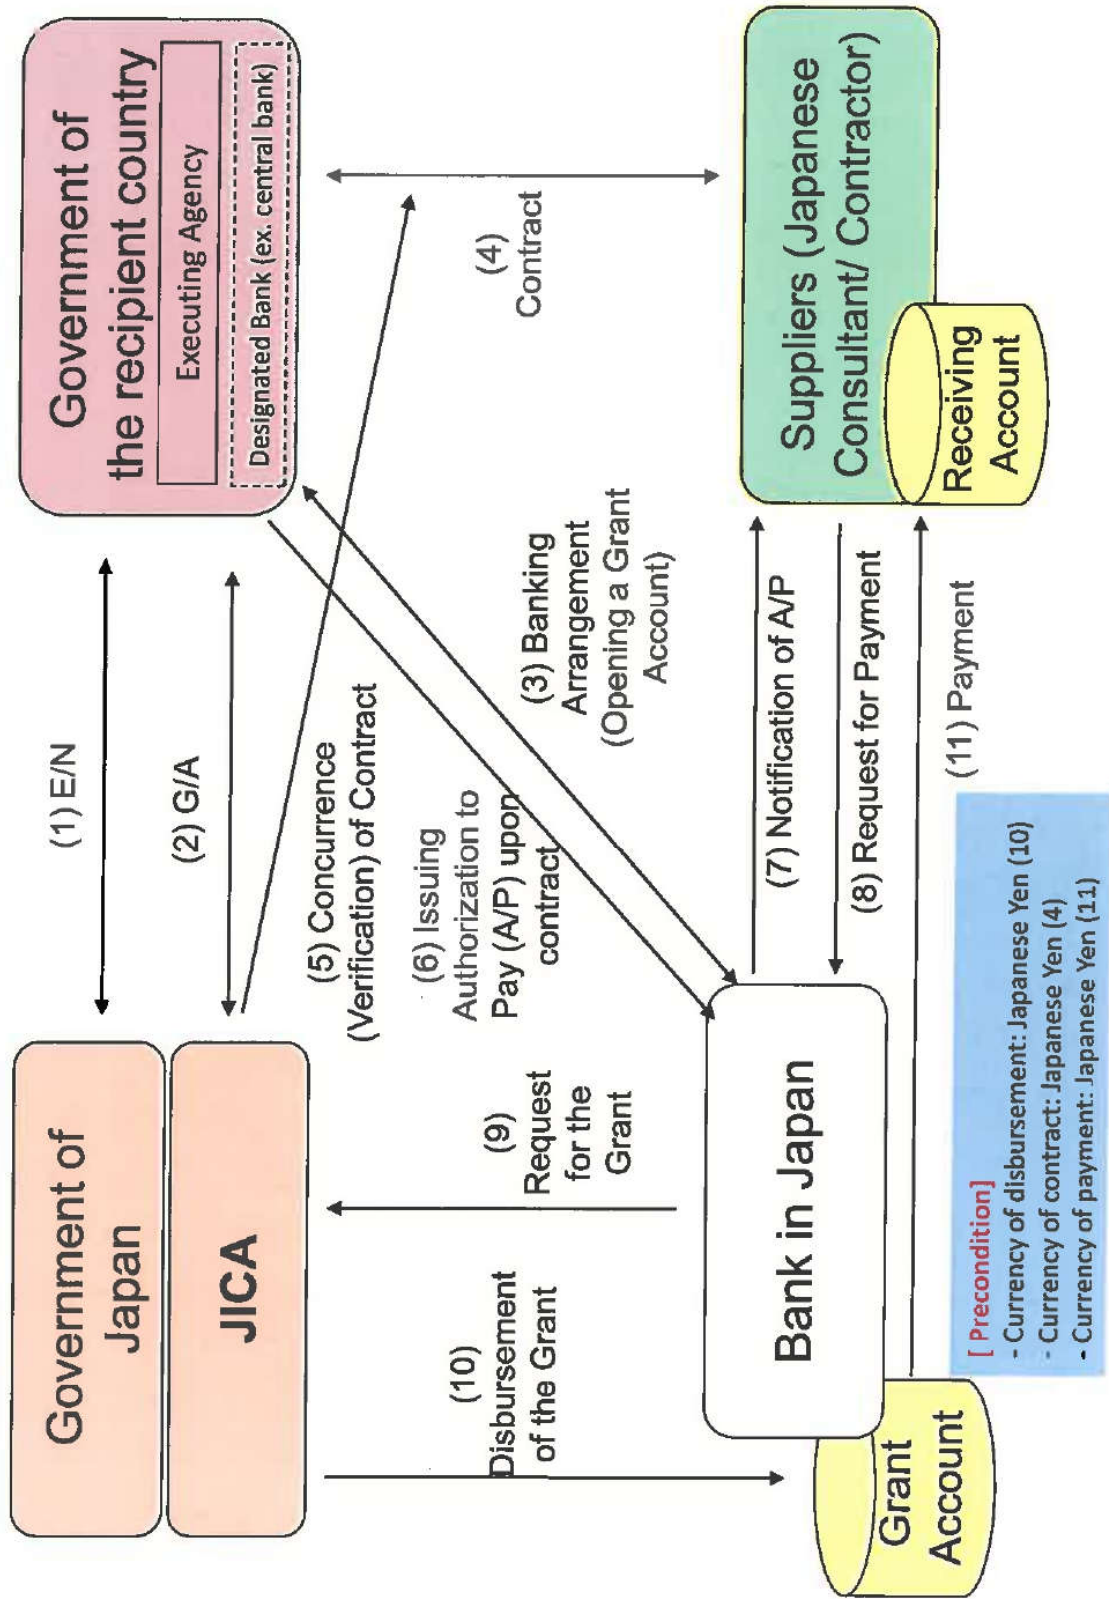 Government of
Japan
JICA
(1) E/N
(2) G/A
Government of
the recipient country
Executing Agency
Designated Bank (ex. central bank)
(5) Concurrence
(Verification) of Contract
(6) Issuing
Authorization to
Pay (A/P) upon
contract
(3) Banking
Arrangement
(Opening a Grant
Account)
(4)
Contract
(9)
Request
for the
Grant
(10)
Disbursement
of the Grant
Bank in Japan
Grant
Account
(7) Notification of A/P
(8) Request for Payment
(11) Payment
Suppliers (Japanese
Consultant/ Contractor)
Receiving
Account
[ Precondition]
- Currency of disbursement: Japanese Yen (10)
- Currency of contract: Japanese Yen (4)
- Currency of payment: Japanese Yen (11)